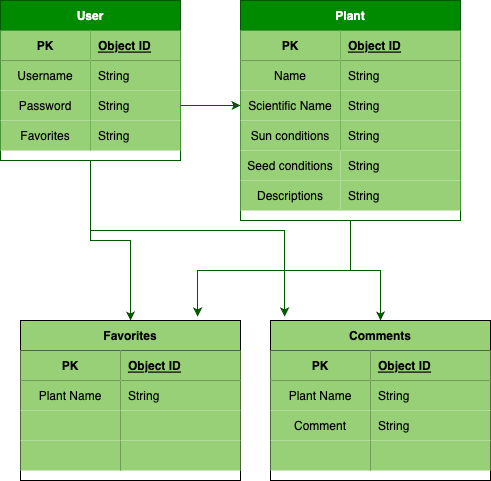 User
PK Object ID
Username String
Password String
Favorites String
Plant
PK Object ID
Name String
Scientific Name String
Sun conditions String
Seed conditions String
Descriptions String
Favorites
PK Object ID
Plant Name String
Comments
PK Object ID
Plant Name String
Comment String